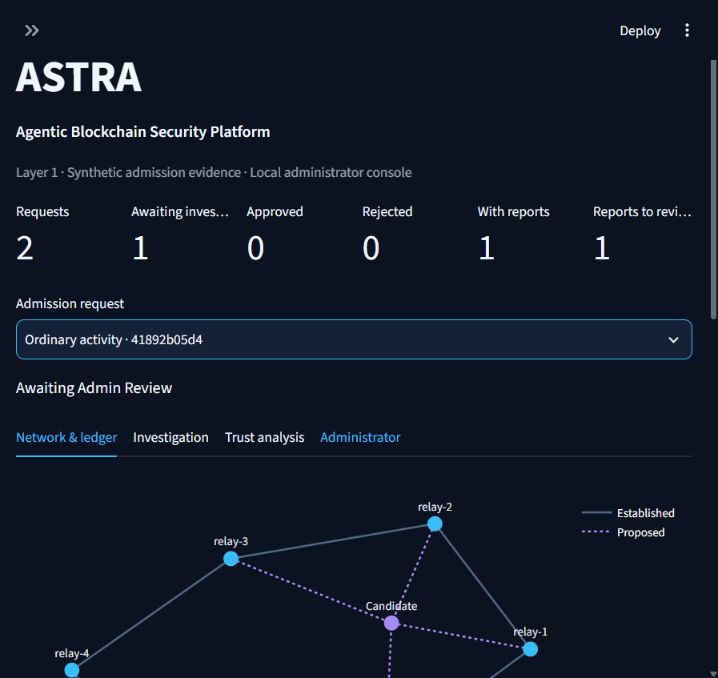 Deploy
ASTRA
Agentic Blockchain Security Platform
Layer 1 · Synthetic admission evidence · Local administrator console
Requests
Awaiting inves...
Approved
Rejected
With reports
Reports to revi...
2
1
0
0
1
1
Admission request
Ordinary activity · 41892b05d4
Awaiting Admin Review
Network & ledger
Investigation
Trust analysis
Administrator
relay-2
Established
Proposed
relay-3
Candidate
relay-1
relay-4